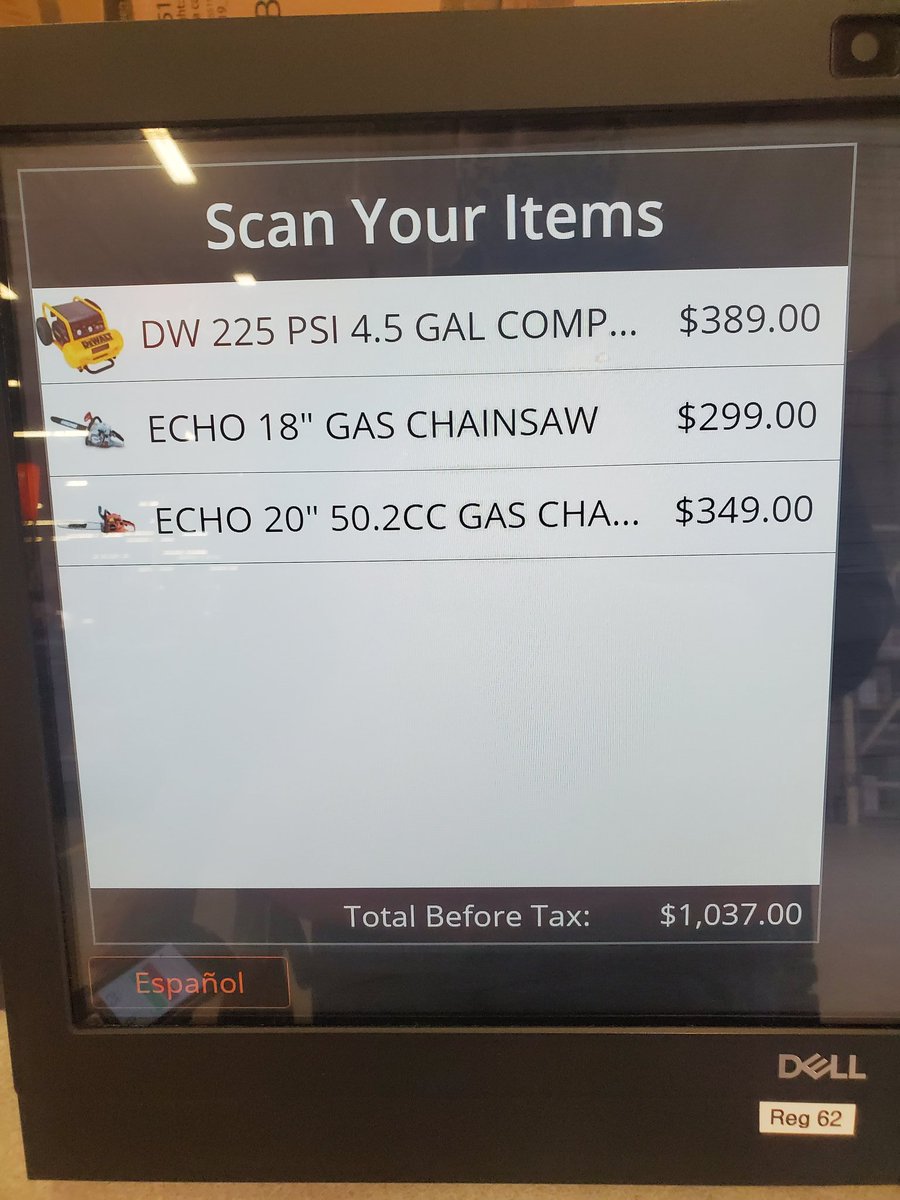 Scan Your Items
DEWALT
DW 225 PSI 4.5 GAL COMP... $389.00
ECHO 18" GAS CHAINSAW $299.00
ECHO 20" 50.2CC GAS CHA... $349.00
Total Before Tax: $1,037.00
Español
DELL
Reg 62